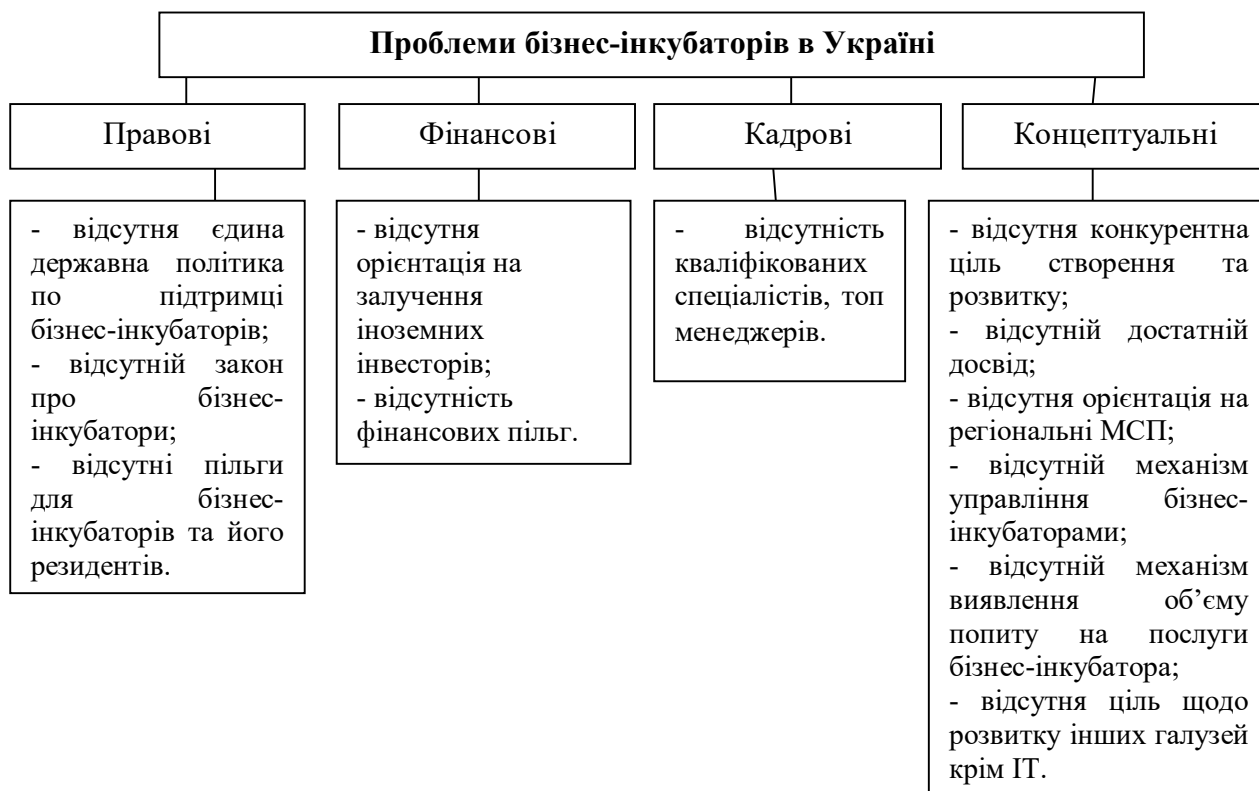 Проблеми бізнес-інкубаторів в Україні
Правові
Фінансові
Кадрові
Концептуальні
- відсутня єдина
державна політика
по підтримці
бізнес-інкубаторів;
- відсутній закон
про бізнес-
інкубатори;
- відсутні пільги
для бізнес-
інкубаторів та його
резидентів.
- відсутня
орієнтація на
залучення
іноземних
інвесторів;
- відсутність
фінансових пільг.
- відсутність
кваліфікованих
спеціалістів, топ
менеджерів.
- відсутня конкурентна
ціль створення та
розвитку;
- відсутній достатній
досвід;
- відсутня орієнтація на
регіональні МСП;
- відсутній механізм
управління бізнес-
інкубаторами;
- відсутній механізм
виявлення об’єму
попиту на послуги
бізнес-інкубатора;
- відсутня ціль щодо
розвитку інших галузей
крім ІТ.